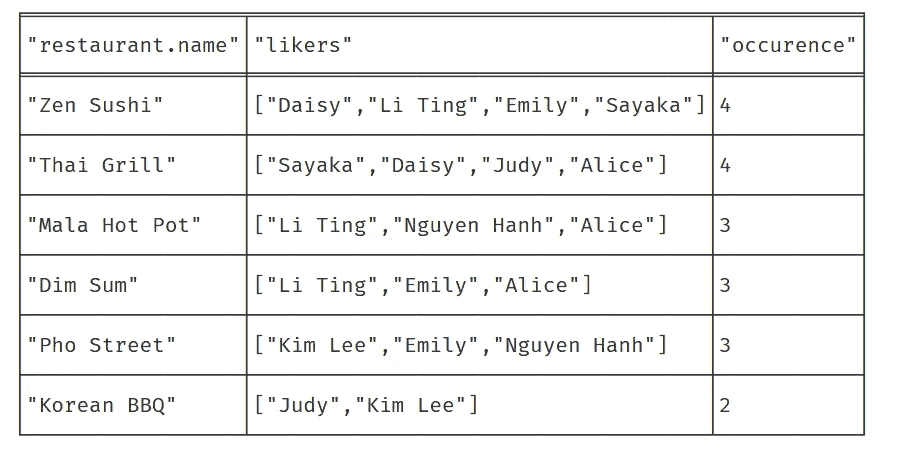 "restaurant.name" "likers" "occurence"
"Zen Sushi" ["Daisy","Li Ting","Emily","Sayaka"] 4
"Thai Grill" ["Sayaka","Daisy","Judy","Alice"] 4
"Mala Hot Pot" ["Li Ting","Nguyen Hanh","Alice"] 3
"Dim Sum" ["Li Ting","Emily","Alice"] 3
"Pho Street" ["Kim Lee","Emily","Nguyen Hanh"] 3
"Korean BBQ" ["Judy","Kim Lee"] 2